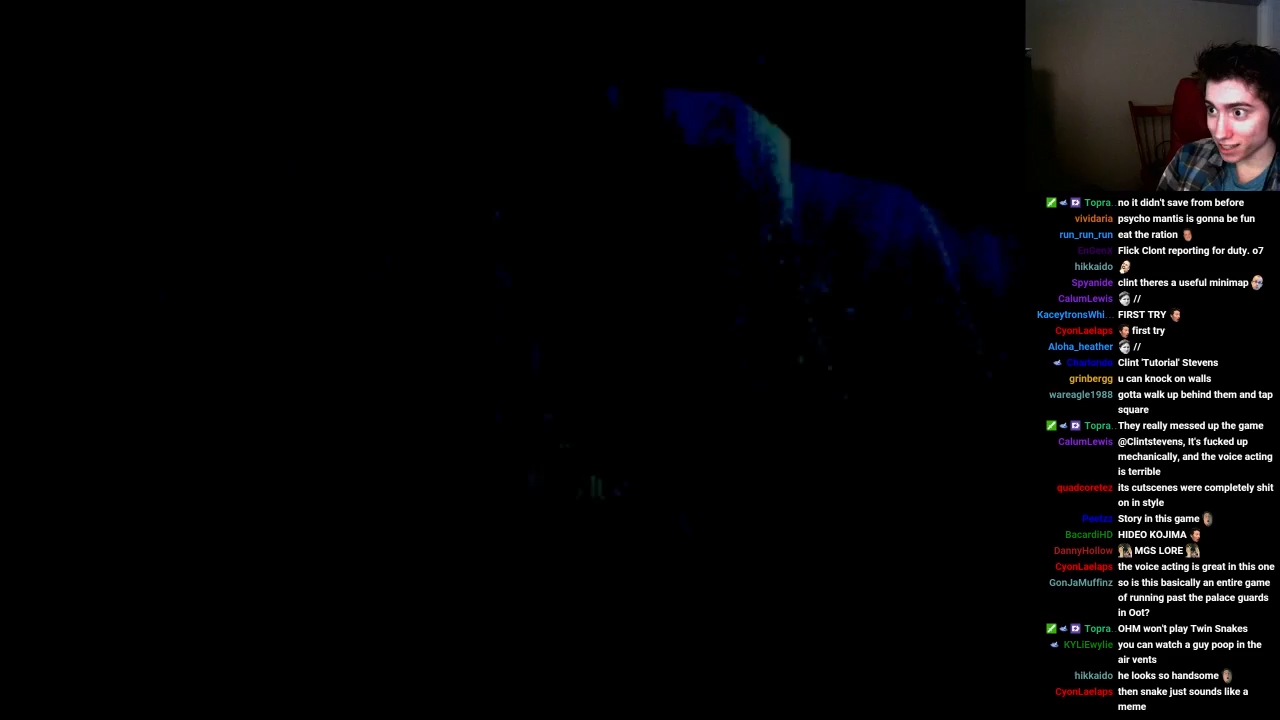 Topra. no it didn't save from before
vividaria psycho mantis is gonna be fun
run_run_run eat the ration
EnGenX Flick Clont reporting for duty. o7
hikkaido
Spyanide clint theres a useful minimap
CalumLewis //
KaceytronsWhi... FIRST TRY
CyonLaelaps first try
Aloha_heather //
Clint 'Tutorial' Stevens
grinbergg u can knock on walls
wareagle1988 gotta walk up behind them and tap
square
Topra. They really messed up the game
CalumLewis @Clintstevens, It's fucked up
mechanically, and the voice acting
is terrible
quadcoretez its cutscenes were completely shit
on in style
Story in this game
BacardiHD HIDEO KOJIMA
DannyHollow MGS LORE
CyonLaelaps the voice acting is great in this one
GonJaMuffinz so is this basically an entire game
of running past the palace guards
in Oot?
Topra. OHM won't play Twin Snakes
KYLiEwylie you can watch a guy poop in the
air vents
hikkaido he looks so handsome
CyonLaelaps then snake just sounds like a
meme